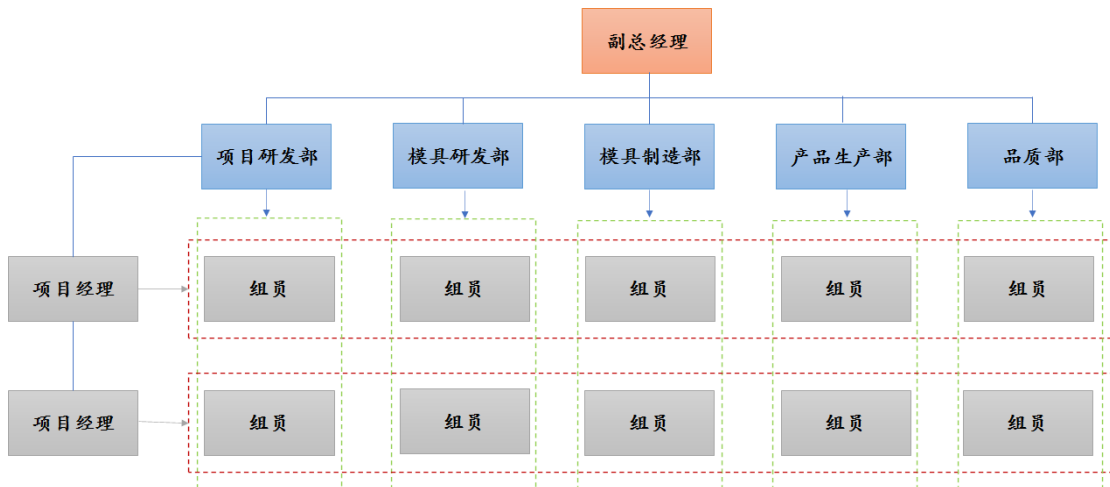 副总经理
项目研发部
模具研发部
模具制造部
产品生产部
品质部
项目经理
组员
组员
组员
组员
组员
项目经理
组员
组员
组员
组员
组员